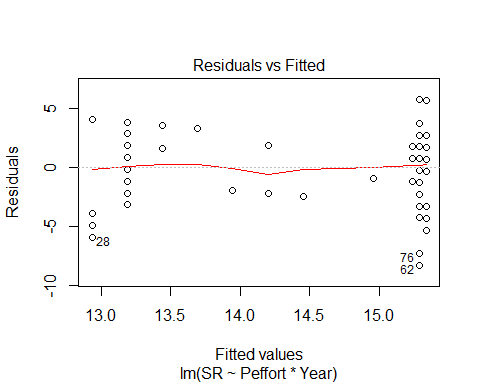 Residuals vs Fitted
Residuals
5
0
-5
-10
28
76
62
13.0 13.5 14.0 14.5 15.0
Fitted values
lm(SR ~ Peffort * Year)